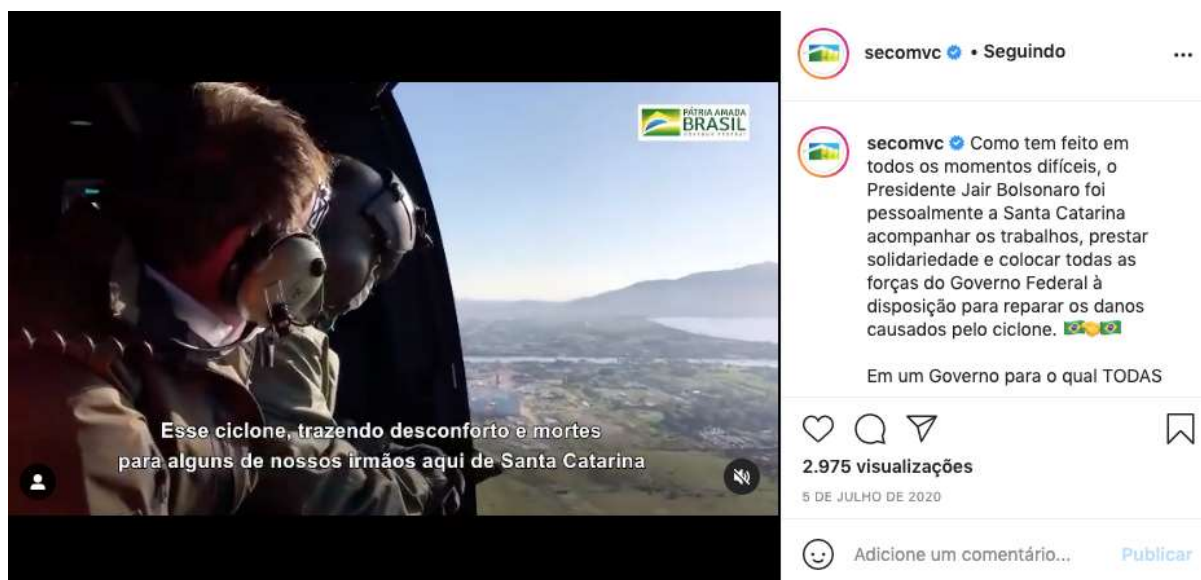 PÁTRIA AMADA
BRASIL
GOVERNO FEDERAL
Esse ciclone, trazendo desconforto e mortes
para alguns de nossos irmãos aqui de Santa Catarina
secomvc • Seguindo
...
secomvc Como tem feito em
todos os momentos difíceis, o
Presidente Jair Bolsonaro foi
pessoalmente a Santa Catarina
acompanhar os trabalhos, prestar
solidariedade e colocar todas as
forças do Governo Federal à
disposição para reparar os danos
causados pelo ciclone. 🇧🇷🤝🇧🇷
Em um Governo para o qual TODAS
2.975 visualizações
5 DE JULHO DE 2020
Adicione um comentário...
Publicar